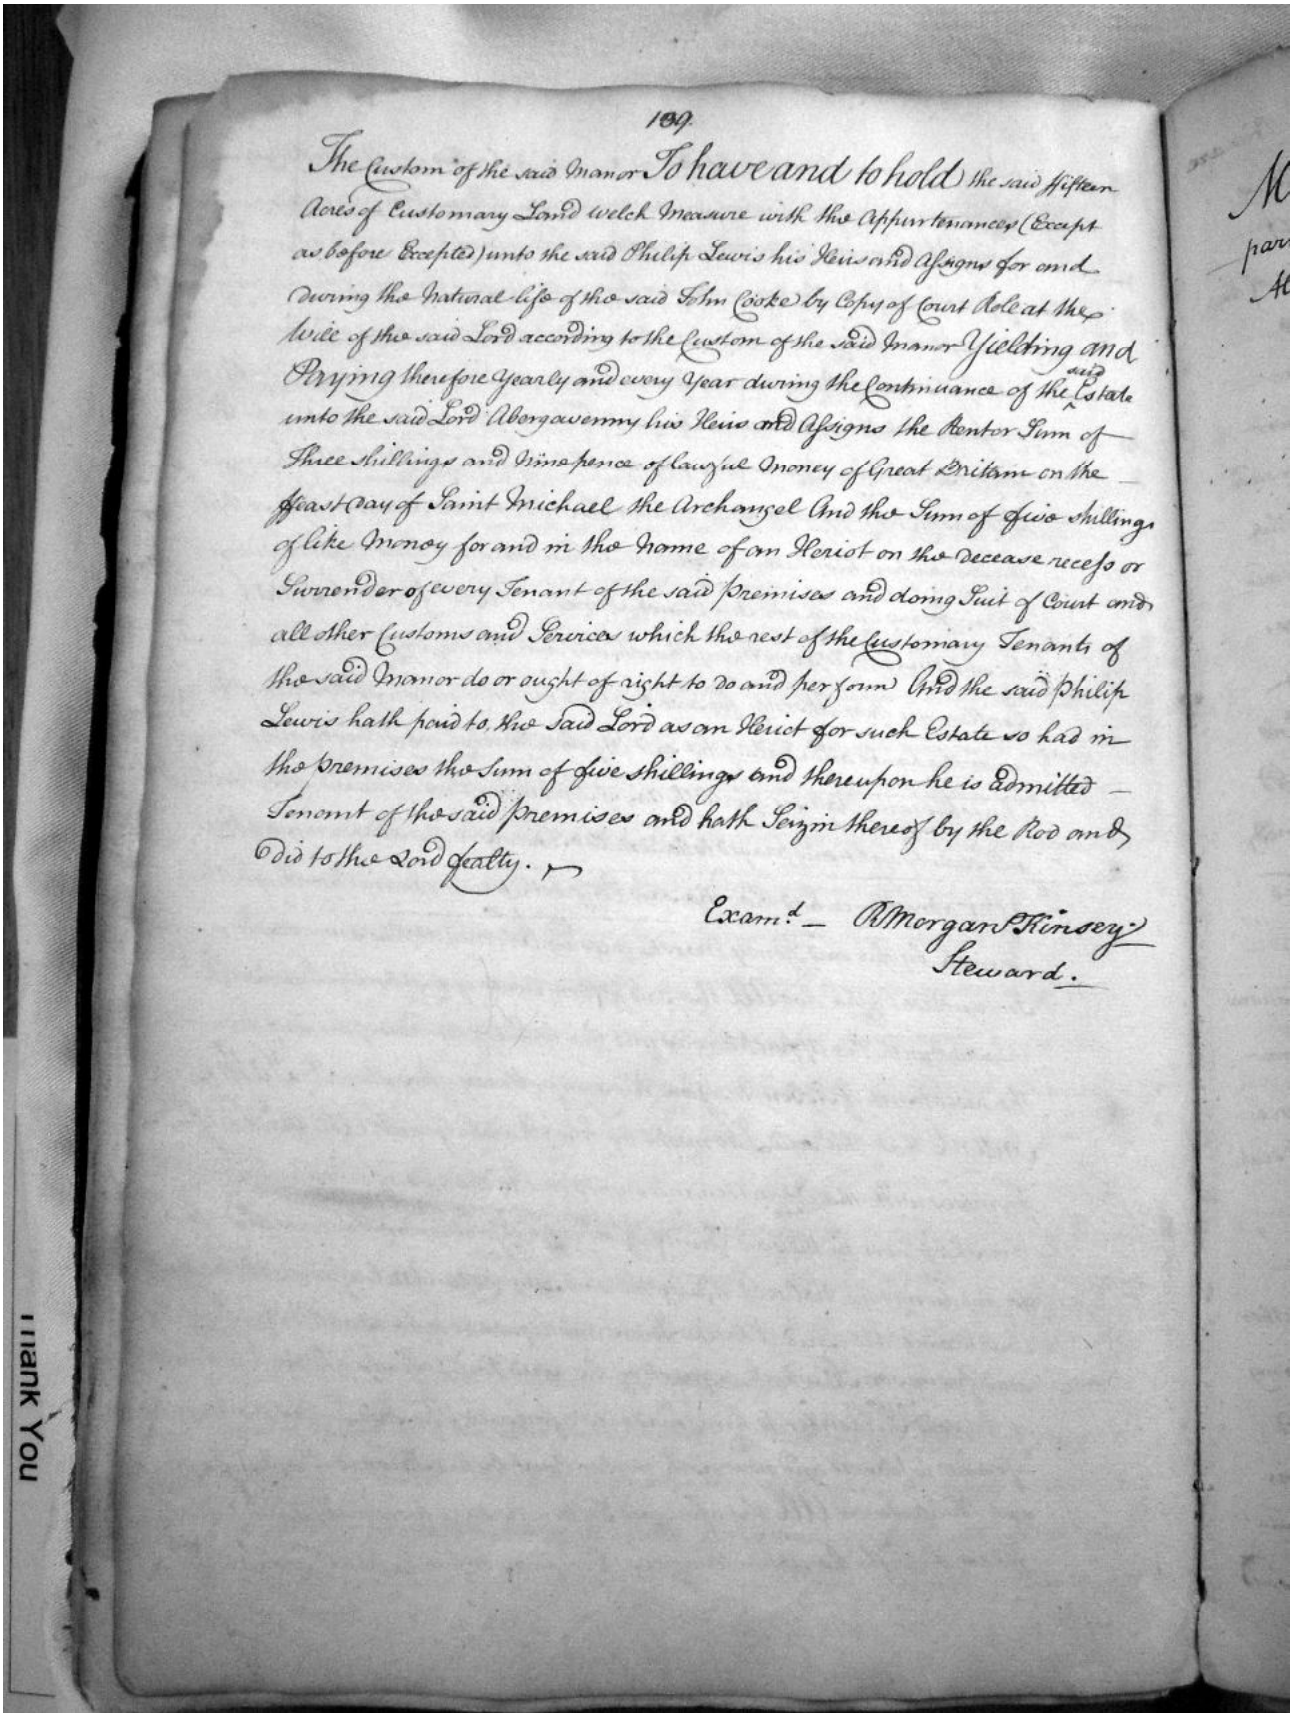 139.
The Custom of the said Manor To have and to hold the said ffifteen
Acres of Customary Land welch Measure with the Appurtenances (Except
as before Excepted) unto the said Philip Lewis his Heirs and Assigns for and
During the Natural life of the said John Cooke by Copy of Court Role at the
Will of the said Lord according to the Custom of the said Manor Yielding and
Paying therefore Yearly and every Year during the Continuance of the said Estate
unto the said Lord Abergavenny his Heirs and Assigns the Rent or Sum of
Three shillings and Nine pence of lawful Money of Great Britain on the
ffeast Day of Saint Michael the Archangel And the Sum of five shillings
of like Money for and in the Name of an Heriot on the Decease recess or
Surrender of every Tenant of the said Premises and doing Suit of Court and
all other Customs and Services which the rest of the Customary Tenants of
the said Manor do or ought of right to Do and perform And the said Philip
Lewis hath paid to the said Lord as an Heriot for such Estate so had in
the Premises the Sum of five shillings and thereupon he is admitted
Tenant of the said Premises and hath Seizin thereof by the Rod and
Did to the Lord fealty.
Examd. — R Morgan Kinsey
Steward.
M
par
Thank You